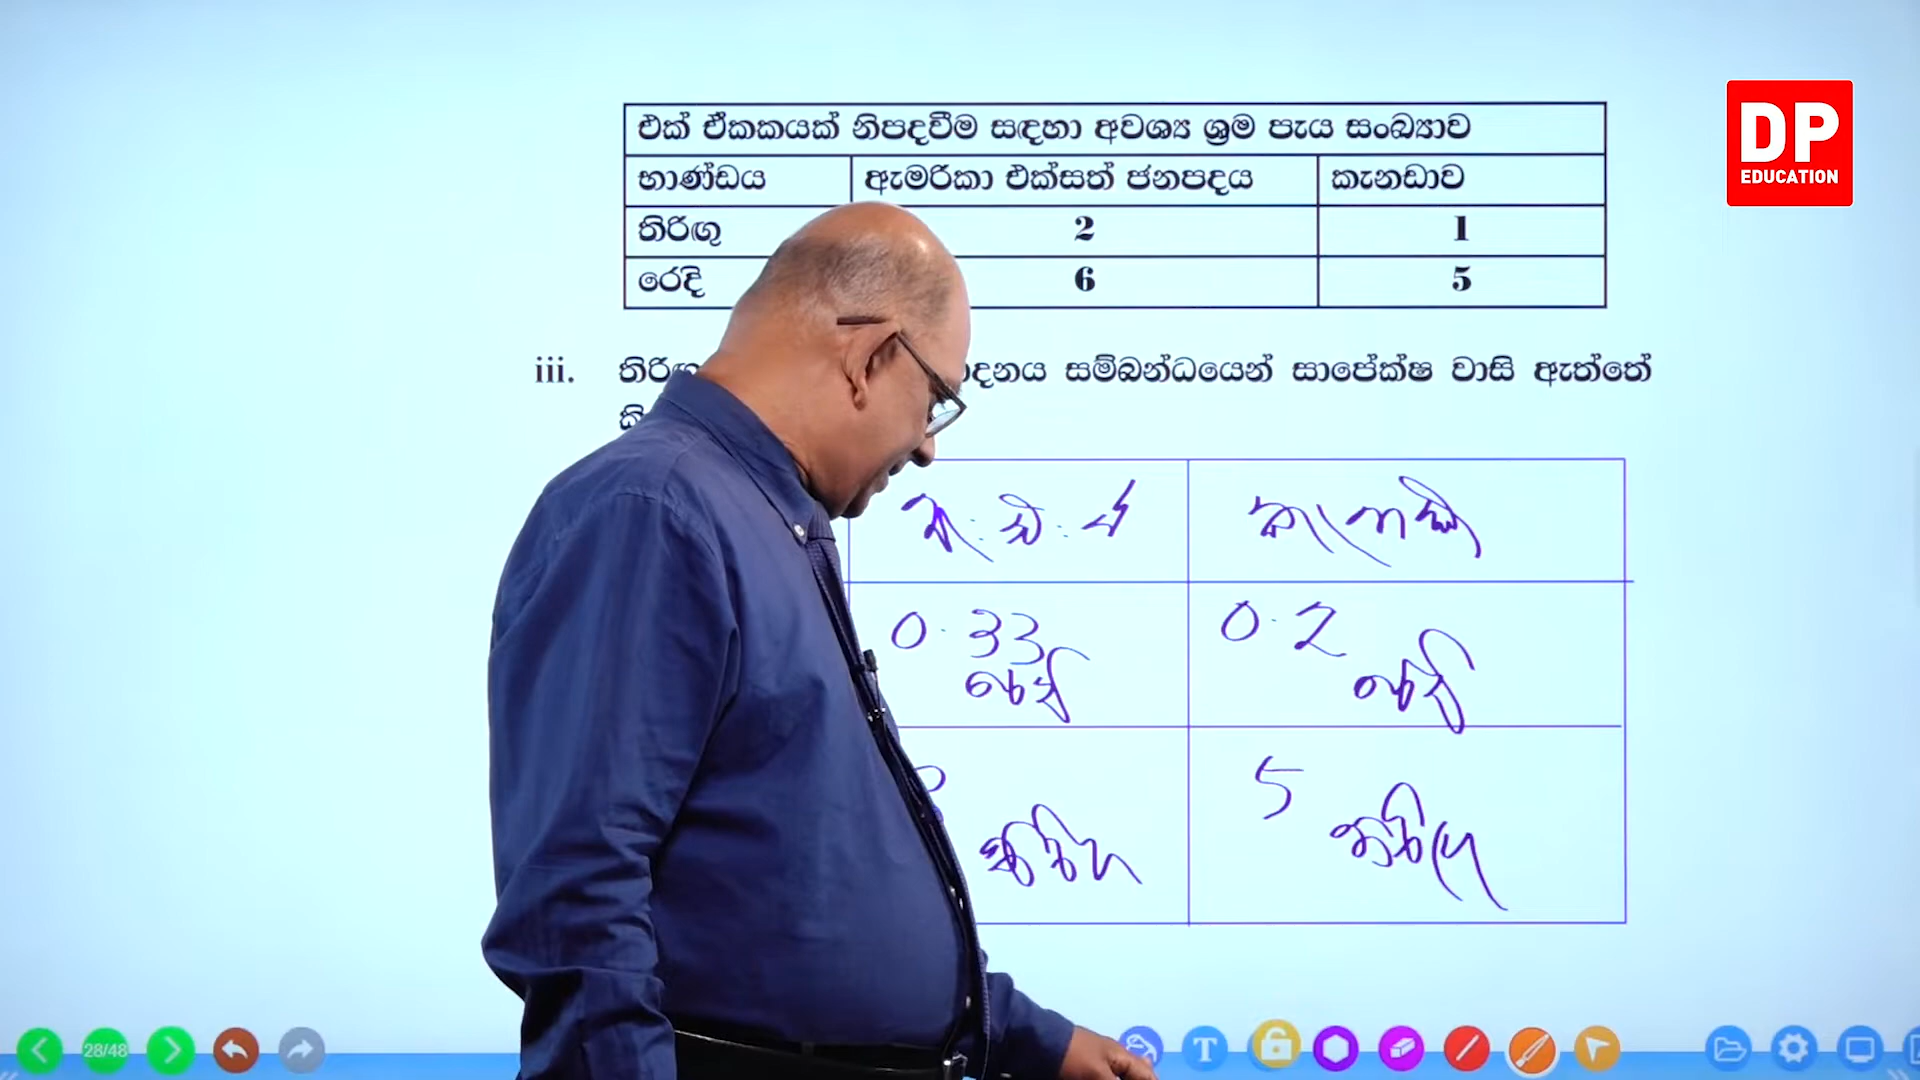 DP
EDUCATION
එක් ඒකකයක් නිපදවීම සඳහා අවශ්‍ය ශ්‍රම පැය සංඛ්‍යාව
භාණ්ඩය ඇමරිකා එක්සත් ජනපදය කැනඩාව
තිරිඟු 2 1
රෙදි 6 5
iii. සම්බන්ධයෙන් සාපේක්ෂ වාසි ඇත්තේ
ඇ.එ.ජ කැනඩා
0.33 0.2
රෙදි රෙදි
5
තිරිඟු තිරිඟු
28/48
T